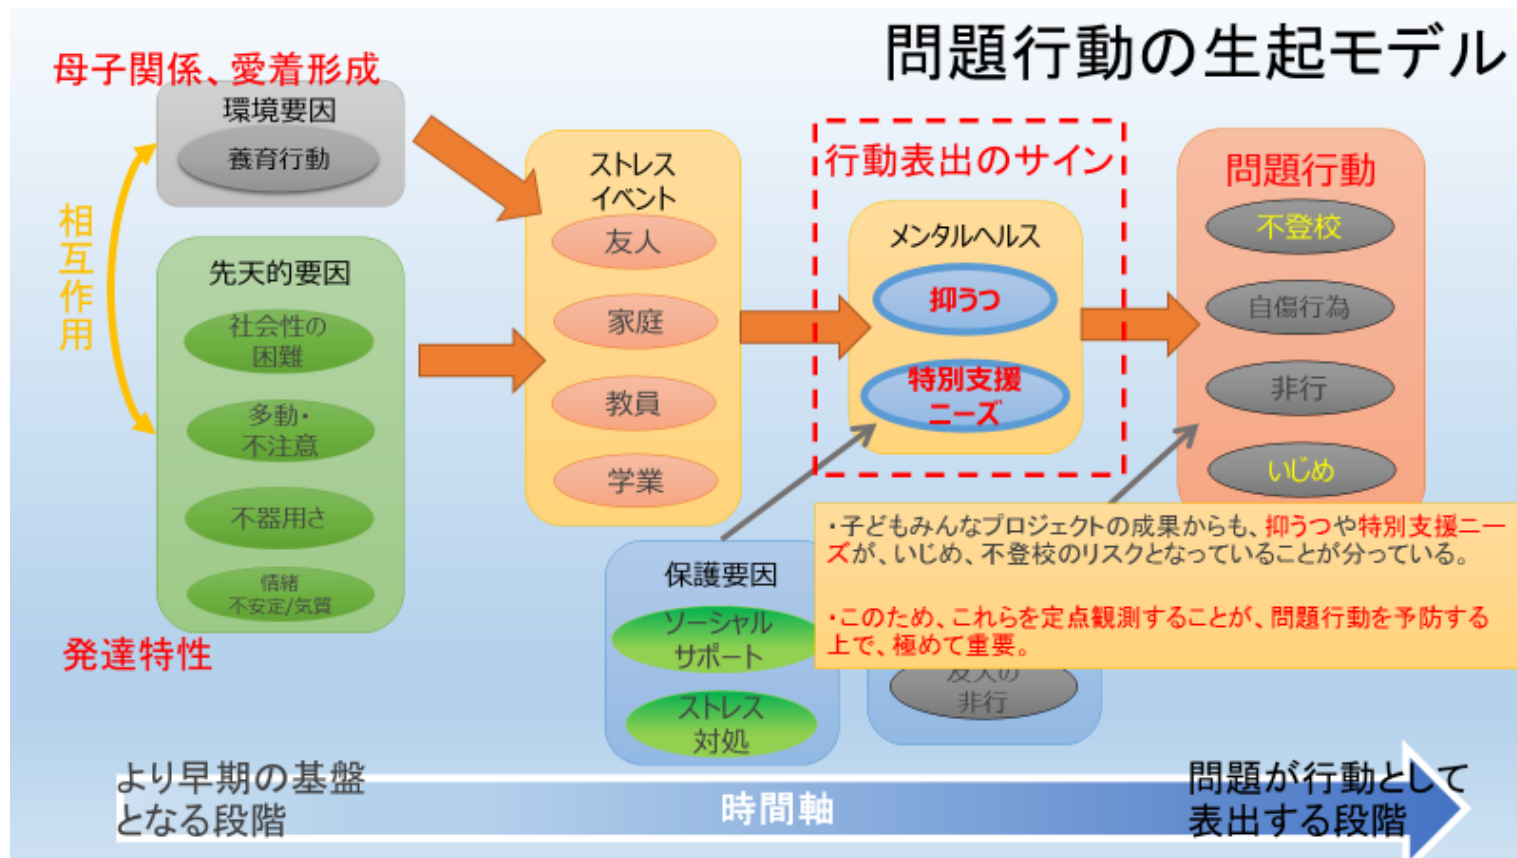 問題行動の生起モデル
母子関係、愛着形成
環境要因
養育行動
相互作用
先天的要因
社会性の
困難
多動・
不注意
不器用さ
情緒
不安定/気質
発達特性
ストレス
イベント
友人
家庭
教員
学業
行動表出のサイン
メンタルヘルス
抑うつ
特別支援
ニーズ
問題行動
不登校
自傷行為
非行
いじめ
保護要因
ソーシャル
サポート
ストレス
対処
・子どもみんなプロジェクトの成果からも、抑うつや特別支援ニー
ズが、いじめ、不登校のリスクとなっていることが分っている。
・このため、これらを定点観測することが、問題行動を予防する
上で、極めて重要。
友人の
非行
より早期の基盤
となる段階
時間軸
問題が行動として
表出する段階